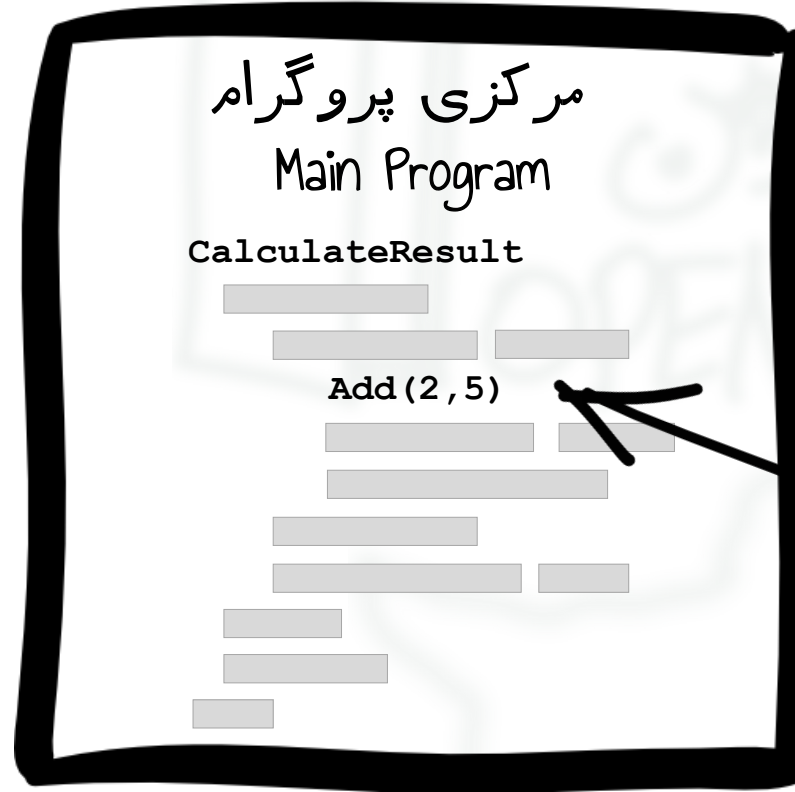 مرکزی پروگرام
Main Program
CalculateResult
Add(2,5)